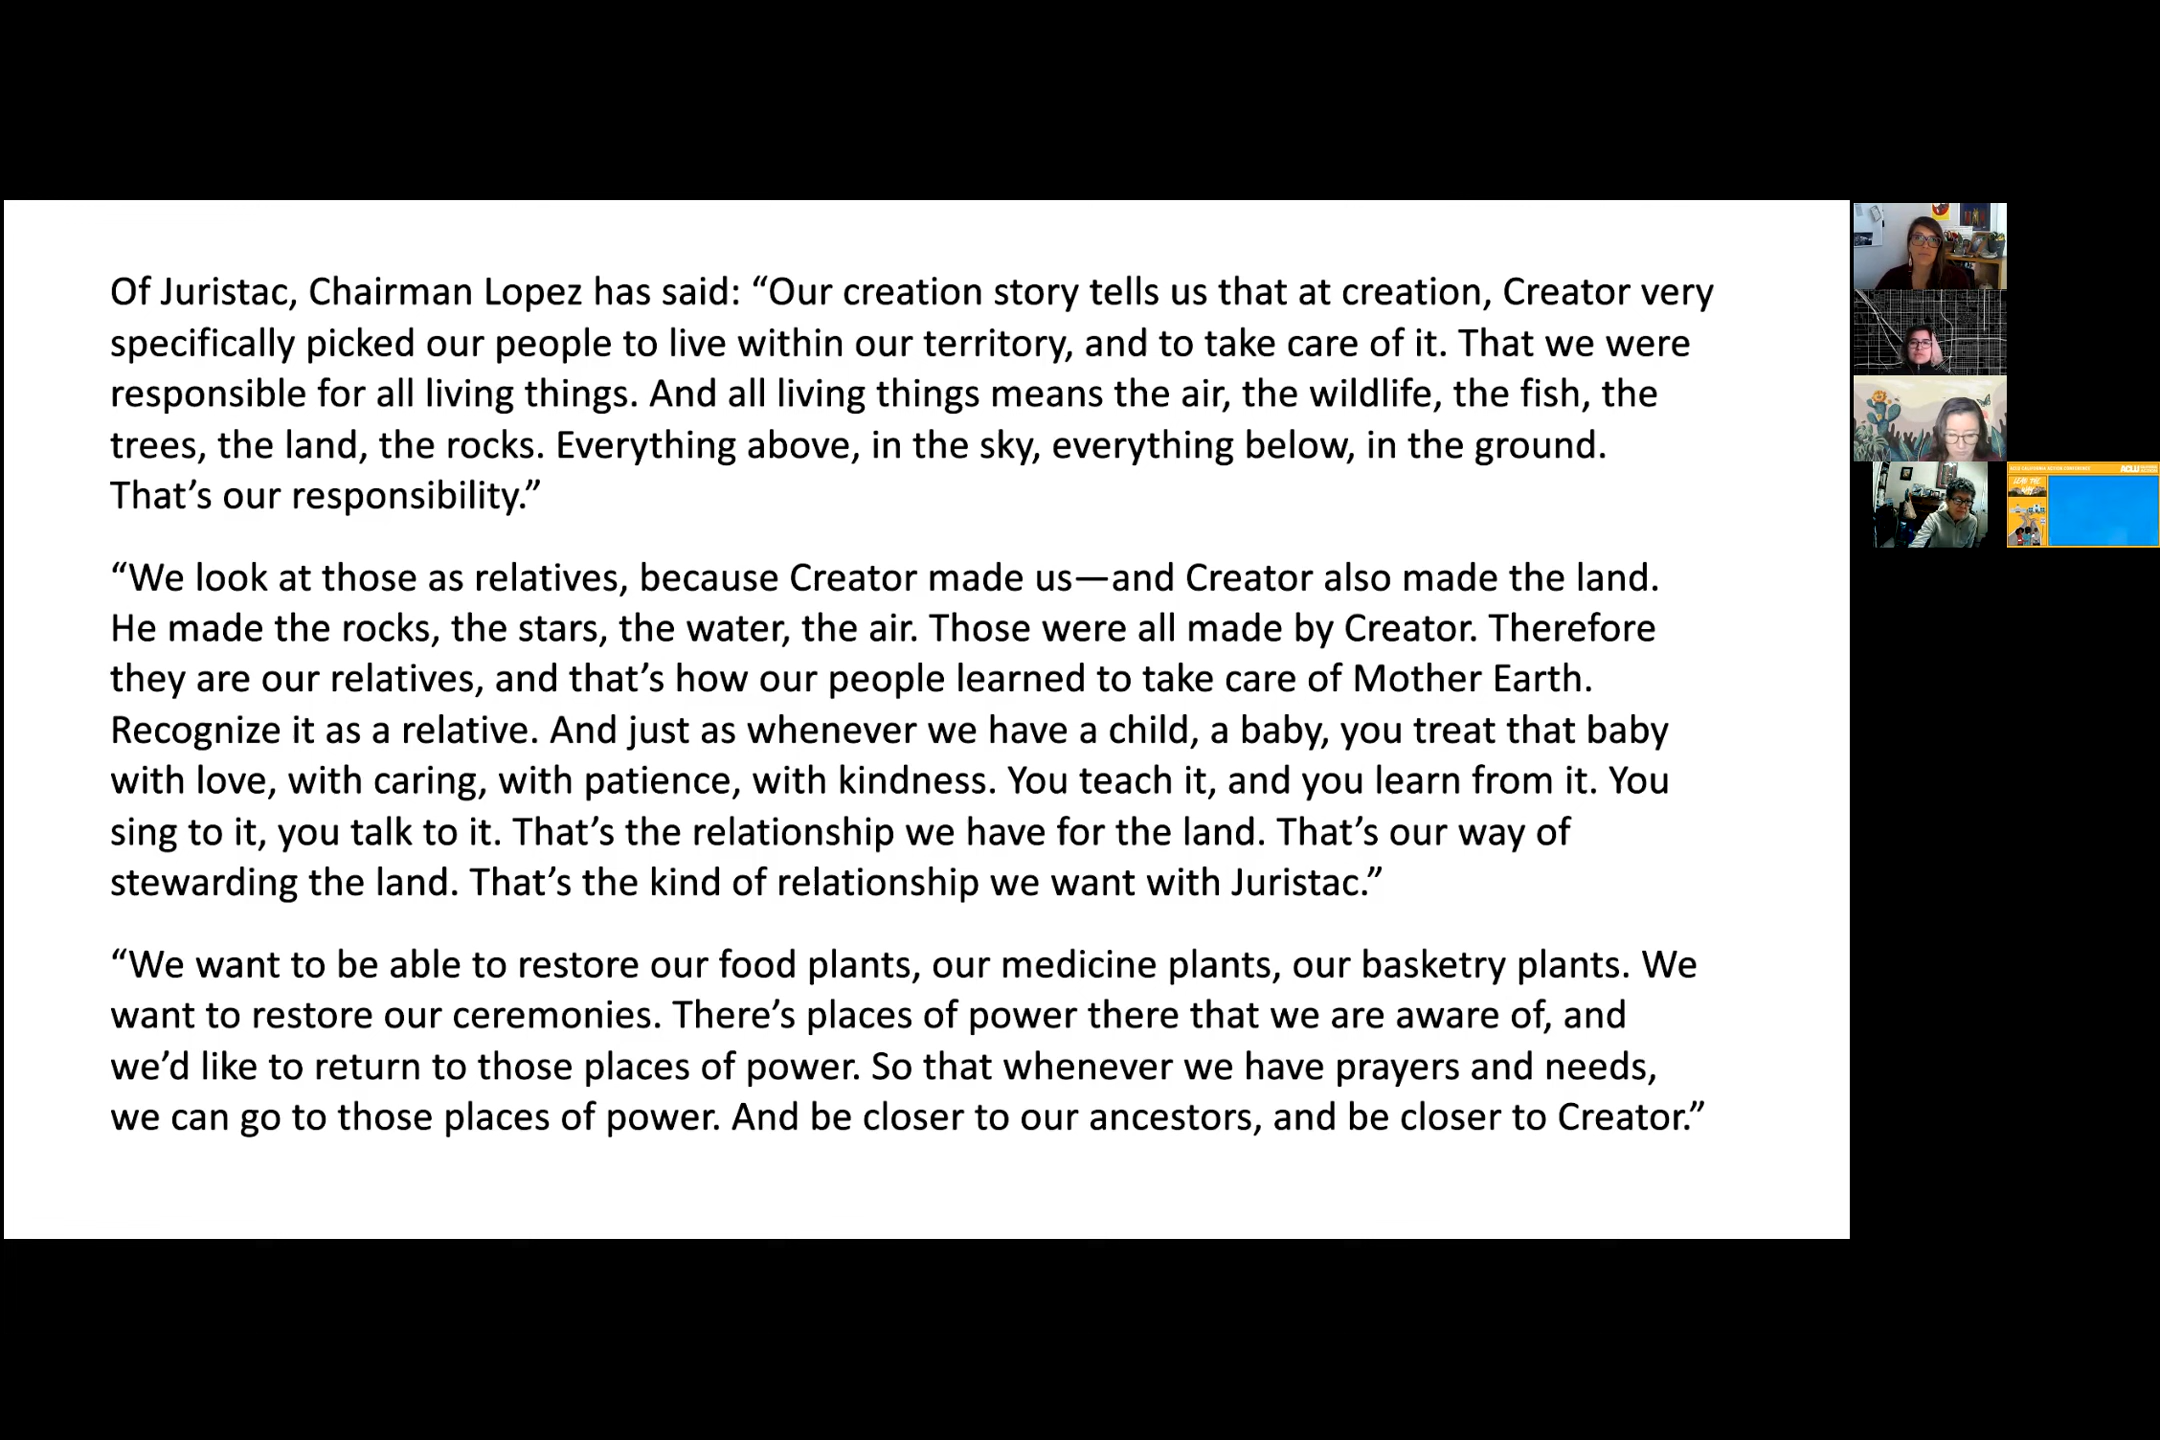 Of Juristac, Chairman Lopez has said: “Our creation story tells us that at creation, Creator very
specifically picked our people to live within our territory, and to take care of it. That we were
responsible for all living things. And all living things means the air, the wildlife, the fish, the
trees, the land, the rocks. Everything above, in the sky, everything below, in the ground.
That’s our responsibility.”
“We look at those as relatives, because Creator made us—and Creator also made the land.
He made the rocks, the stars, the water, the air. Those were all made by Creator. Therefore
they are our relatives, and that’s how our people learned to take care of Mother Earth.
Recognize it as a relative. And just as whenever we have a child, a baby, you treat that baby
with love, with caring, with patience, with kindness. You teach it, and you learn from it. You
sing to it, you talk to it. That’s the relationship we have for the land. That’s our way of
stewarding the land. That’s the kind of relationship we want with Juristac.”
“We want to be able to restore our food plants, our medicine plants, our basketry plants. We
want to restore our ceremonies. There’s places of power there that we are aware of, and
we’d like to return to those places of power. So that whenever we have prayers and needs,
we can go to those places of power. And be closer to our ancestors, and be closer to Creator.”
CALIFORNIA ACTION CONFERENCE
ACLU
LEAD THE
WAY